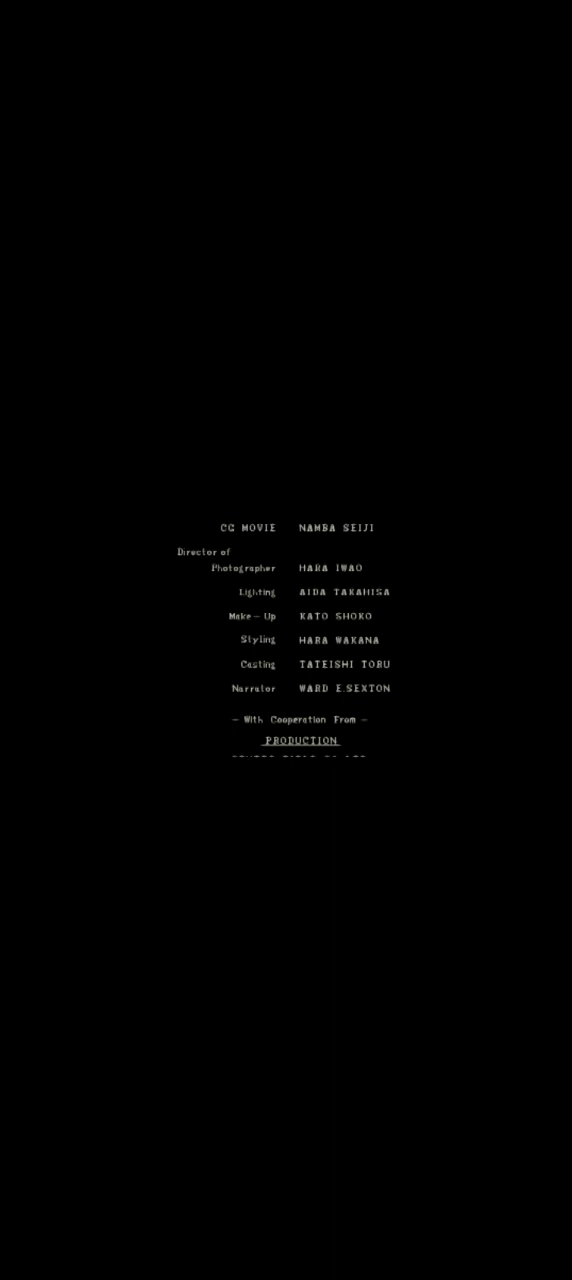 CG MOVIE NAMBA SEIJI
Director of
Photographer HARA IWAO
Lighting AIDA TAKAHISA
Make-Up KATO SHOKO
Styling HARA WAKANA
Casting TATEISHI TORU
Narrator WARD E.SEXTON
— With Cooperation From —
PRODUCTION